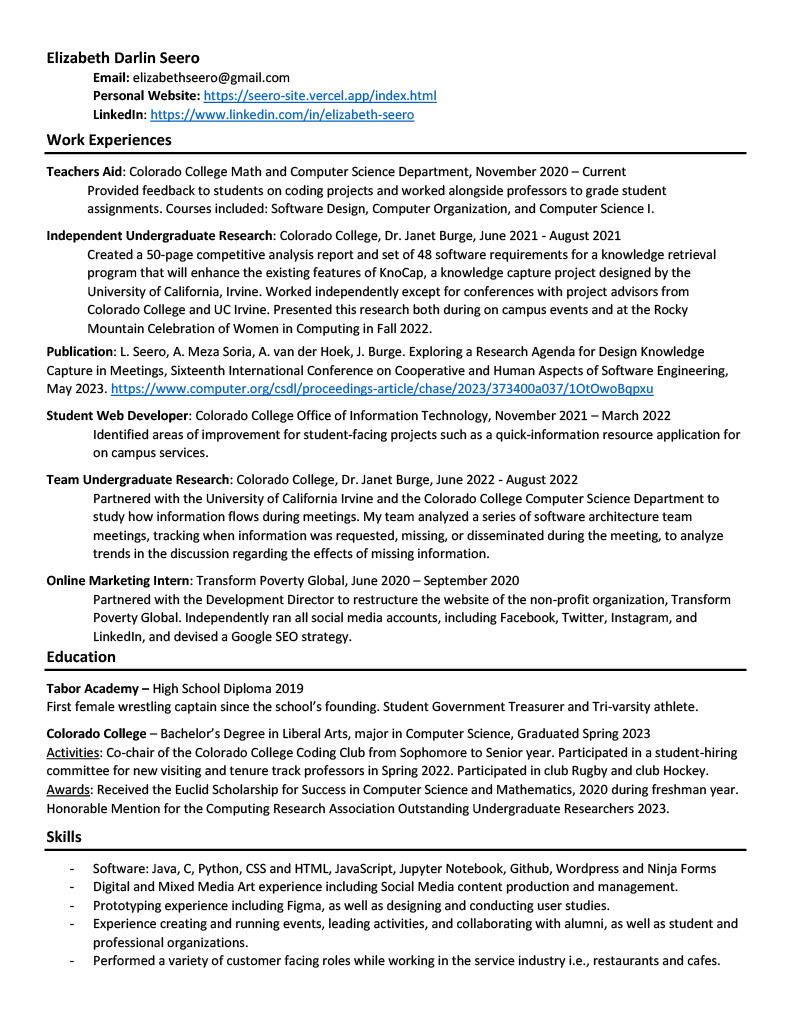 Elizabeth Darlin Seero
Email: elizabethseero@gmail.com
Personal Website: https://seero-site.vercel.app/index.html
LinkedIn: https://www.linkedin.com/in/elizabeth-seero
Work Experiences
Teachers Aid: Colorado College Math and Computer Science Department, November 2020 – Current
Provided feedback to students on coding projects and worked alongside professors to grade student
assignments. Courses included: Software Design, Computer Organization, and Computer Science I.
Independent Undergraduate Research: Colorado College, Dr. Janet Burge, June 2021 - August 2021
Created a 50-page competitive analysis report and set of 48 software requirements for a knowledge retrieval
program that will enhance the existing features of KnoCap, a knowledge capture project designed by the
University of California, Irvine. Worked independently except for conferences with project advisors from
Colorado College and UC Irvine. Presented this research both during on campus events and at the Rocky
Mountain Celebration of Women in Computing in Fall 2022.
Publication: L. Seero, A. Meza Soria, A. van der Hoek, J. Burge. Exploring a Research Agenda for Design Knowledge
Capture in Meetings, Sixteenth International Conference on Cooperative and Human Aspects of Software Engineering,
May 2023. https://www.computer.org/csdl/proceedings-article/chase/2023/373400a037/1OtOwoBqpxu
Student Web Developer: Colorado College Office of Information Technology, November 2021 – March 2022
Identified areas of improvement for student-facing projects such as a quick-information resource application for
on campus services.
Team Undergraduate Research: Colorado College, Dr. Janet Burge, June 2022 - August 2022
Partnered with the University of California Irvine and the Colorado College Computer Science Department to
study how information flows during meetings. My team analyzed a series of software architecture team
meetings, tracking when information was requested, missing, or disseminated during the meeting, to analyze
trends in the discussion regarding the effects of missing information.
Online Marketing Intern: Transform Poverty Global, June 2020 – September 2020
Partnered with the Development Director to restructure the website of the non-profit organization, Transform
Poverty Global. Independently ran all social media accounts, including Facebook, Twitter, Instagram, and
LinkedIn, and devised a Google SEO strategy.
Education
Tabor Academy – High School Diploma 2019
First female wrestling captain since the school’s founding. Student Government Treasurer and Tri-varsity athlete.
Colorado College – Bachelor’s Degree in Liberal Arts, major in Computer Science, Graduated Spring 2023
Activities: Co-chair of the Colorado College Coding Club from Sophomore to Senior year. Participated in a student-hiring
committee for new visiting and tenure track professors in Spring 2022. Participated in club Rugby and club Hockey.
Awards: Received the Euclid Scholarship for Success in Computer Science and Mathematics, 2020 during freshman year.
Honorable Mention for the Computing Research Association Outstanding Undergraduate Researchers 2023.
Skills
- Software: Java, C, Python, CSS and HTML, JavaScript, Jupyter Notebook, Github, Wordpress and Ninja Forms
- Digital and Mixed Media Art experience including Social Media content production and management.
- Prototyping experience including Figma, as well as designing and conducting user studies.
- Experience creating and running events, leading activities, and collaborating with alumni, as well as student and
professional organizations.
- Performed a variety of customer facing roles while working in the service industry i.e., restaurants and cafes.